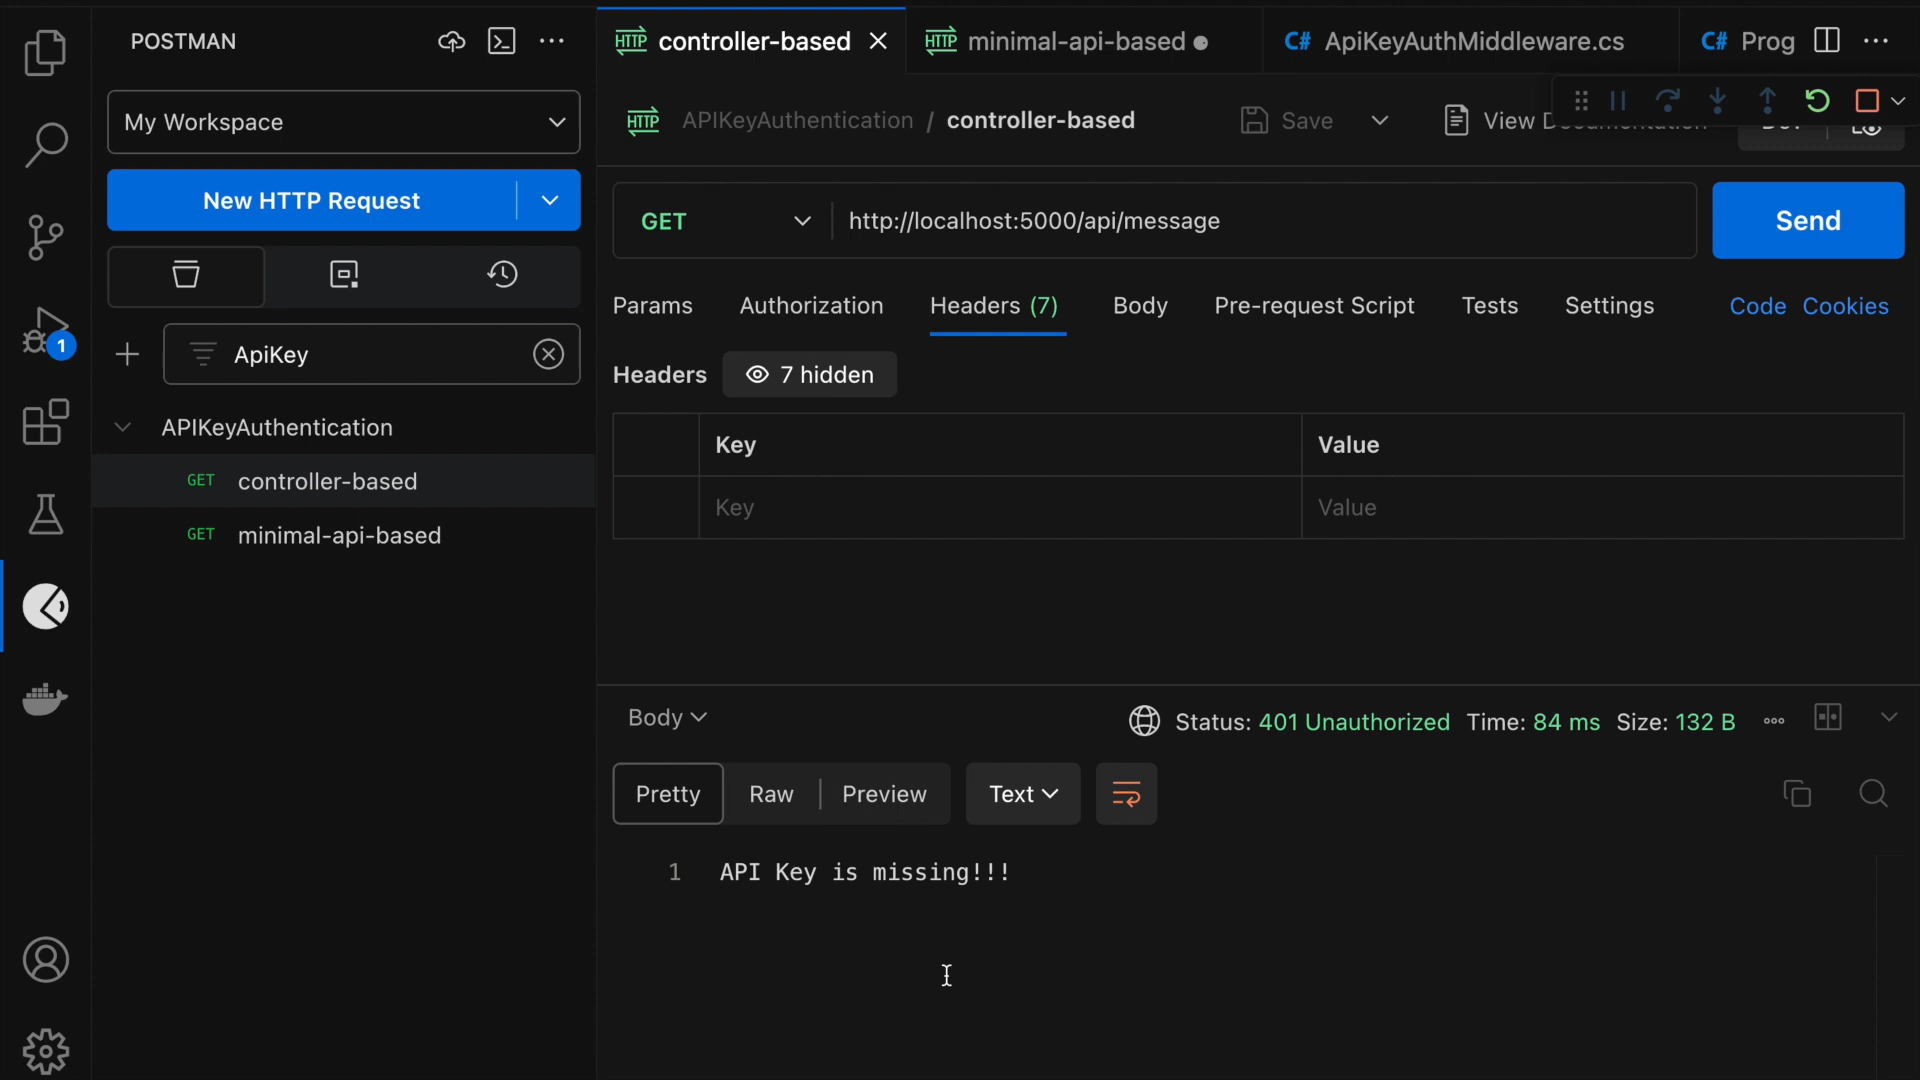 POSTMAN
My Workspace
New HTTP Request
ApiKey
APIKeyAuthentication
GET controller-based
GET minimal-api-based
1
HTTP controller-based
HTTP minimal-api-based
C# ApiKeyAuthMiddleware.cs
C# Prog
HTTP APIKeyAuthentication / controller-based
Save
View
GET http://localhost:5000/api/message
Send
Params Authorization Headers (7) Body Pre-request Script Tests Settings Code Cookies
Headers 7 hidden
Key Value
Key Value
Body
Status: 401 Unauthorized Time: 84 ms Size: 132 B
Pretty Raw Preview Text
1 API Key is missing!!!